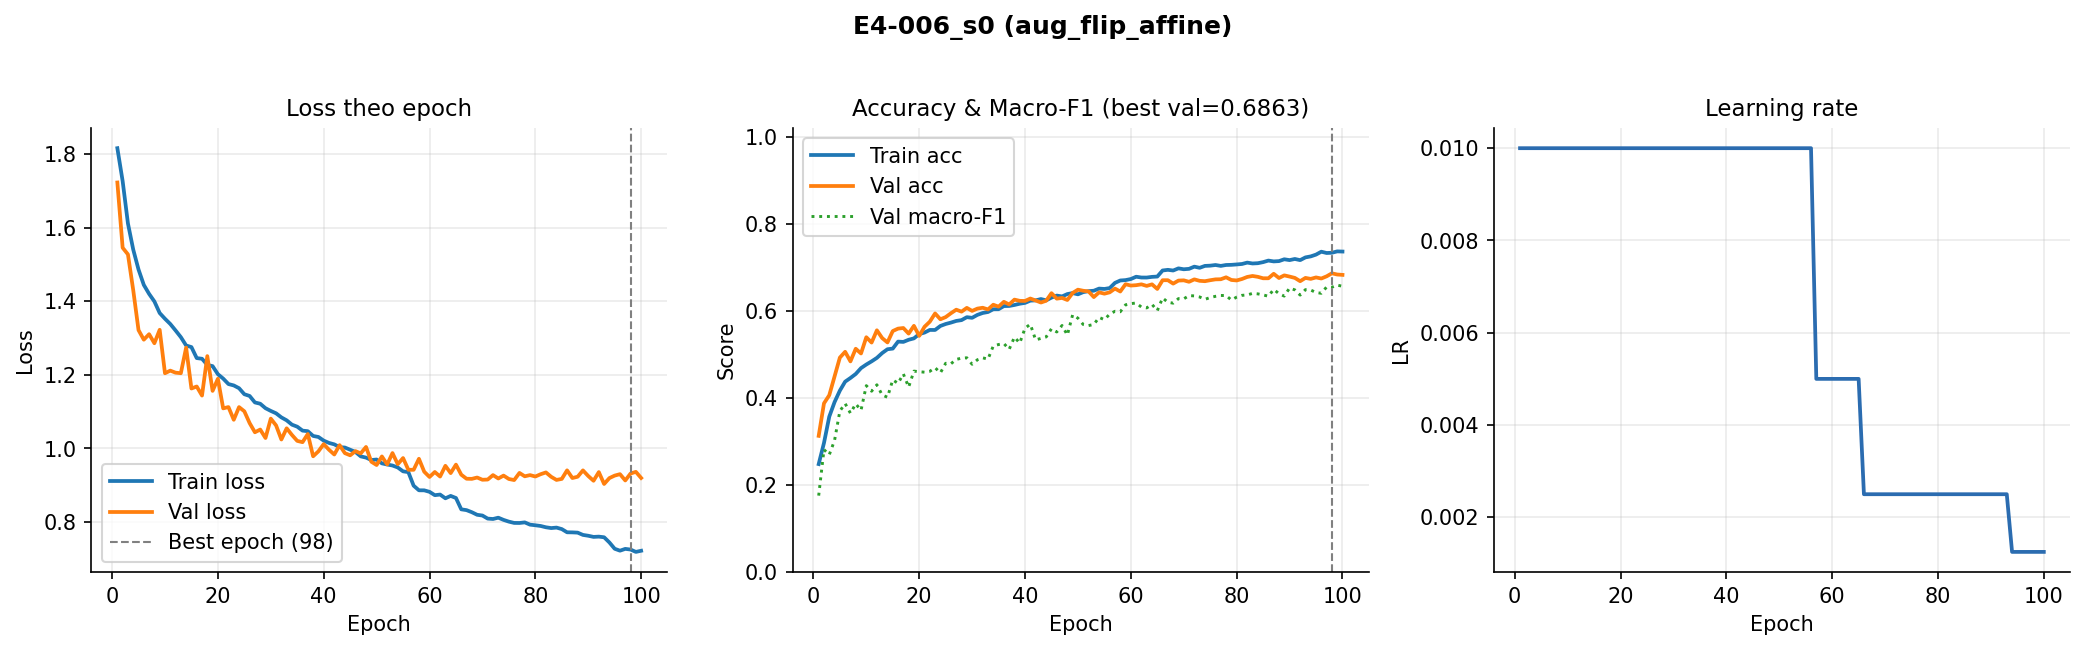 E4-006_s0 (aug_flip_affine)
Loss theo epoch
1.8
1.6
1.4
1.2
1.0
0.8
Loss
Train loss
Val loss
Best epoch (98)
0 20 40 60 80 100
Epoch
Accuracy & Macro-F1 (best val=0.6863)
1.0
0.8
0.6
0.4
0.2
0.0
Score
Train acc
Val acc
Val macro-F1
0 20 40 60 80 100
Epoch
Learning rate
0.010
0.008
0.006
0.004
0.002
LR
0 20 40 60 80 100
Epoch